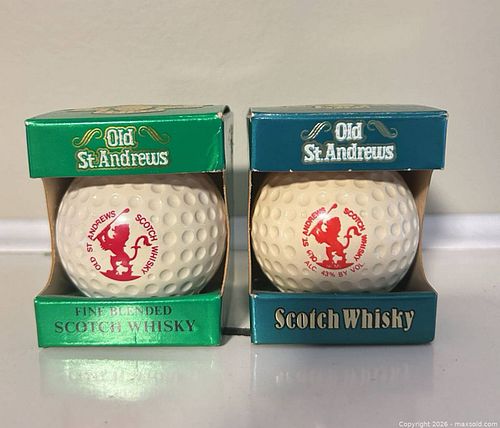 Old
St. Andrews
OLD ST ANDREWS SCOTCH WHISKY
FINE BLENDED
SCOTCH WHISKY
Old
St. Andrews
OLD ST ANDREWS SCOTCH WHISKY
ALC. 43% BY VOL
Scotch Whisky
Copyright 2026 - maxsold.com